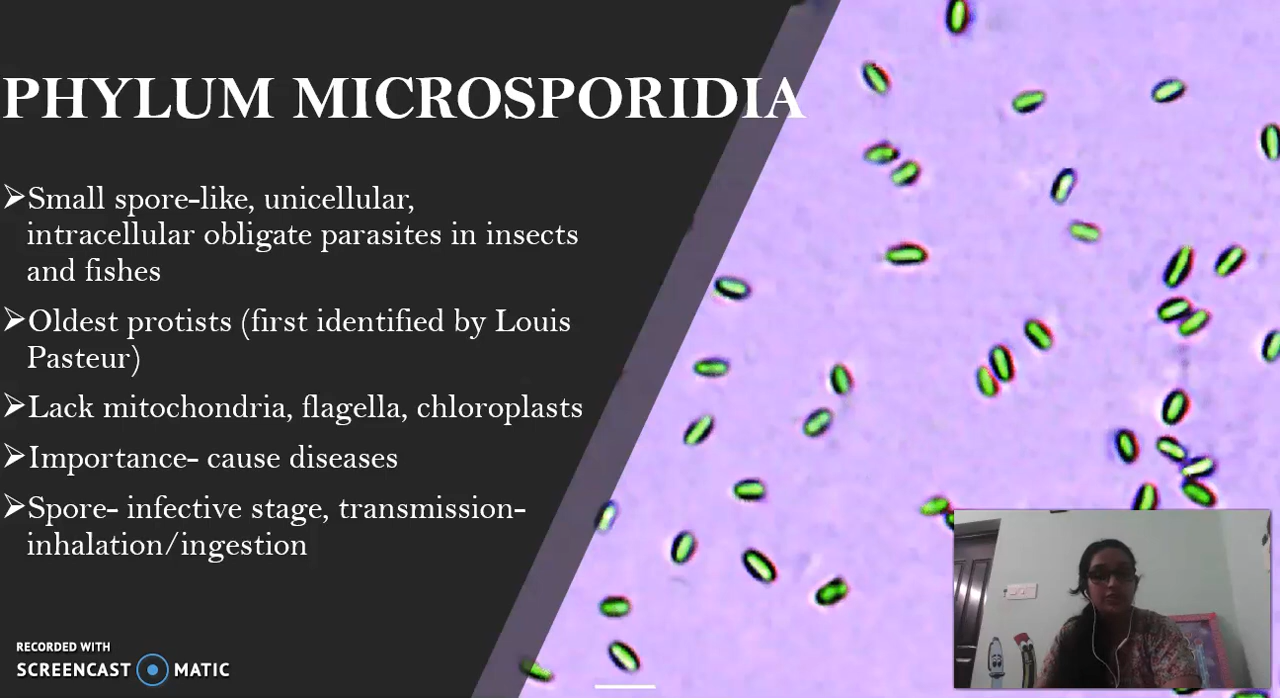 PHYLUM MICROSPORIDIA
➢Small spore-like, unicellular,
intracellular obligate parasites in insects
and fishes
➢Oldest protists (first identified by Louis
Pasteur)
➢Lack mitochondria, flagella, chloroplasts
➢Importance- cause diseases
➢Spore- infective stage, transmission-
inhalation/ingestion
RECORDED WITH
SCREENCAST MATIC